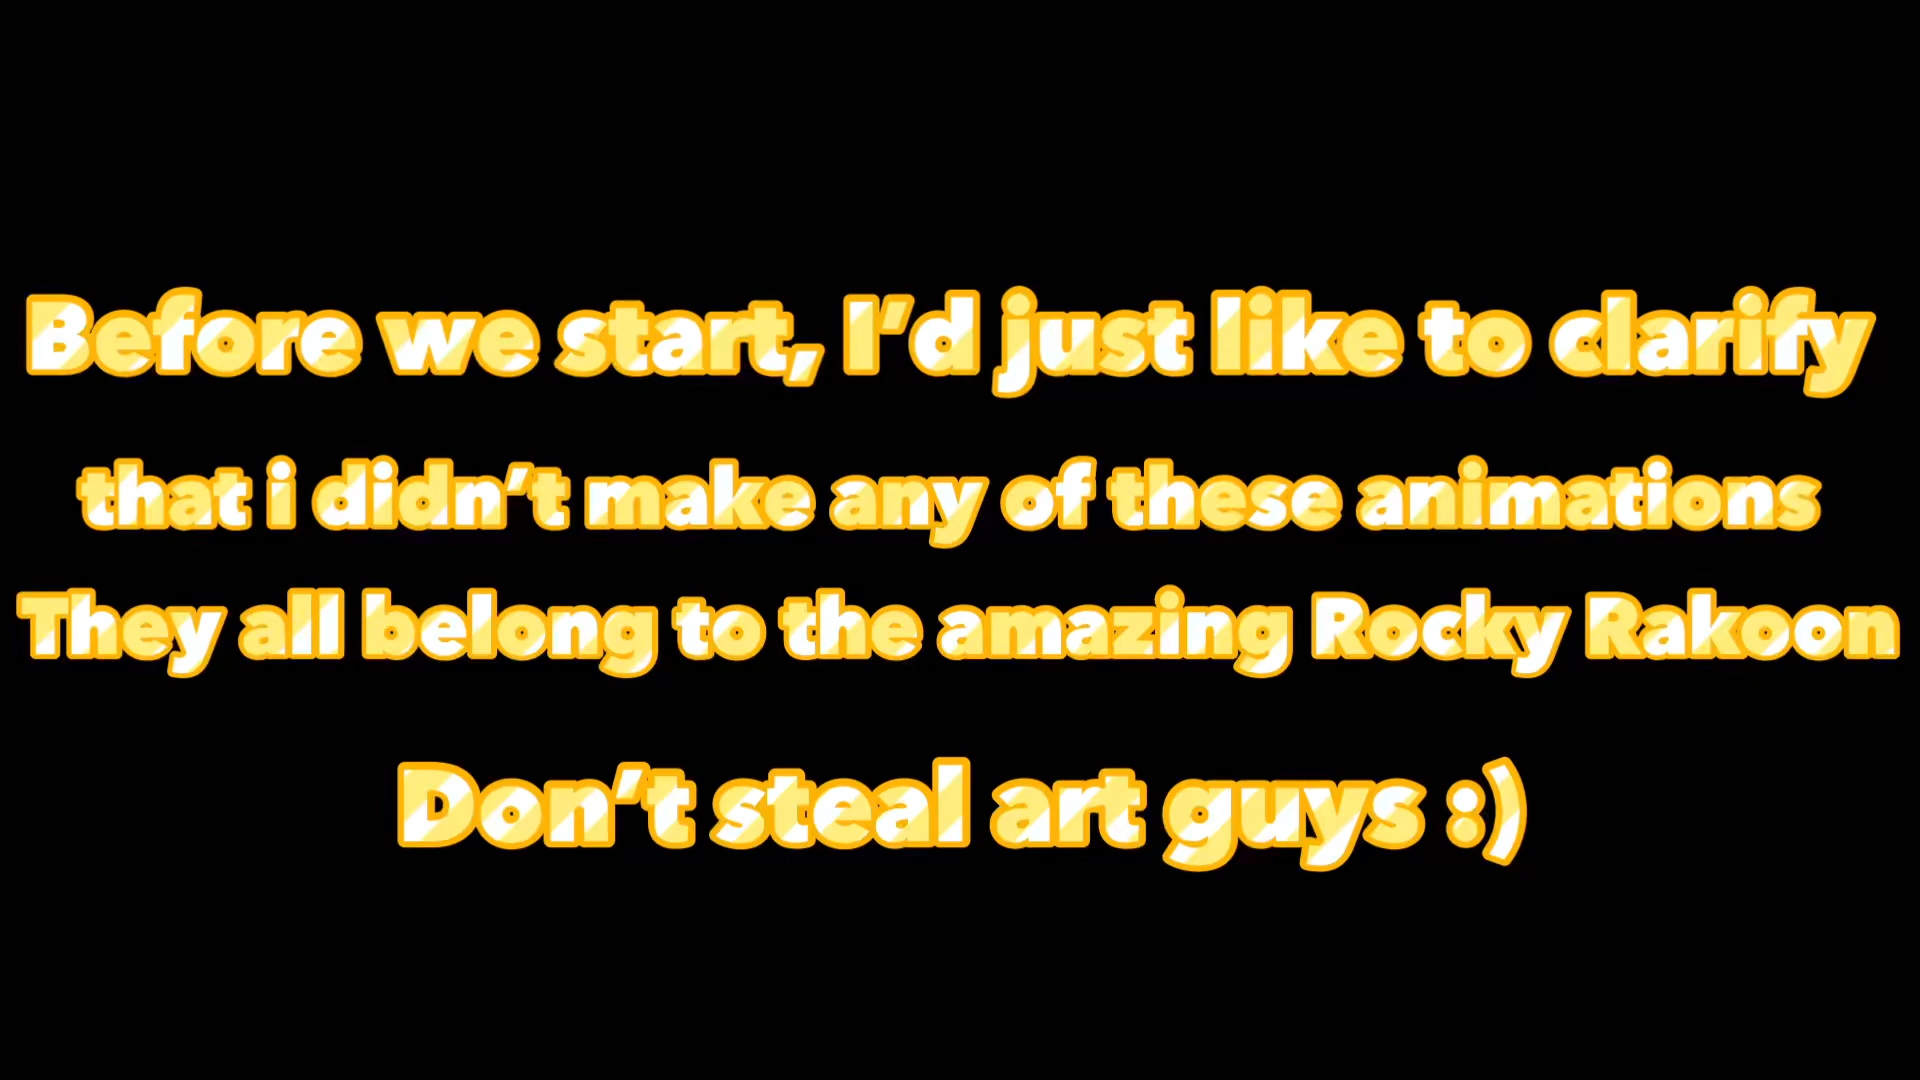 Before we start, I’d just like to clarify
that i didn’t make any of these animations
They all belong to the amazing Rocky Rakoon
Don’t steal art guys :)